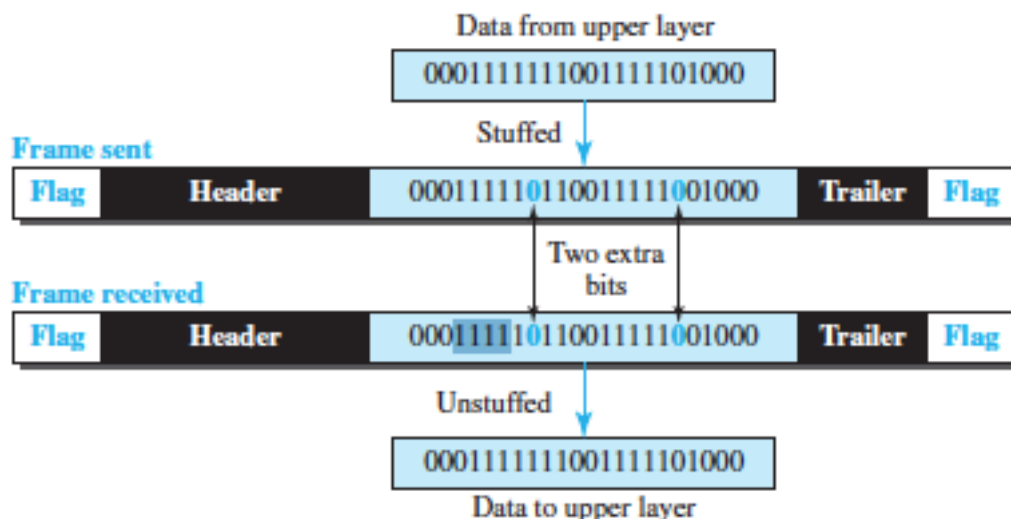 Data from upper layer
0001111111001111101000
Stuffed
Frame sent
Flag Header 000111110110011111001000 Trailer Flag
Two extra
bits
Frame received
Flag Header 000111110110011111001000 Trailer Flag
Unstuffed
0001111111001111101000
Data to upper layer